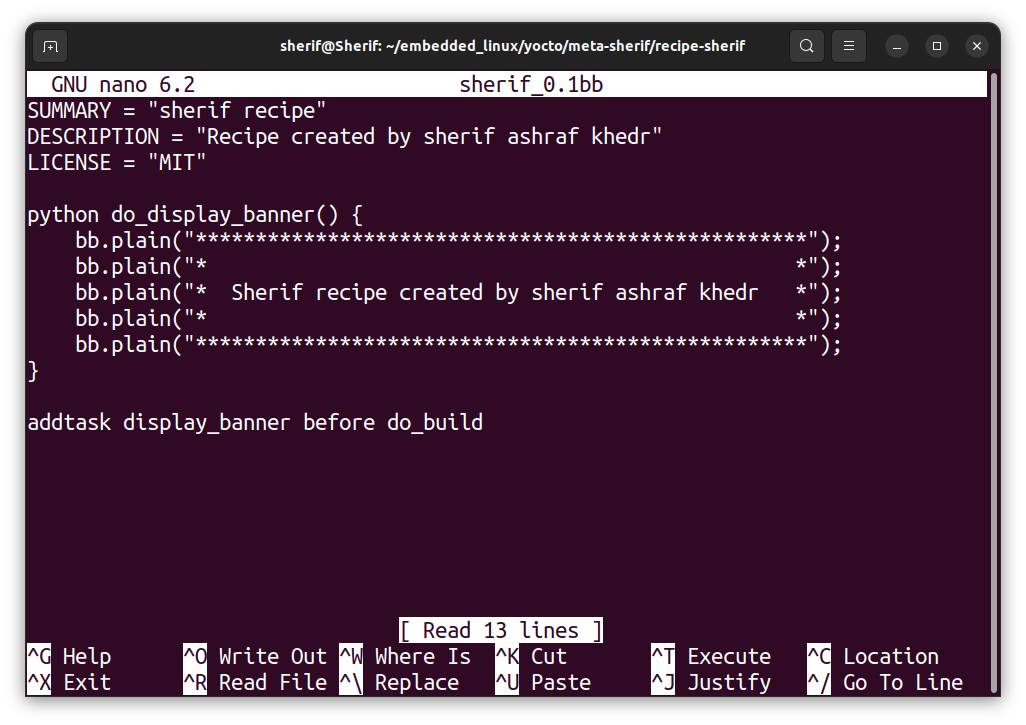 sherif@Sherif: ~/embedded_linux/yocto/meta-sherif/recipe-sherif
GNU nano 6.2 sherif_0.1bb
SUMMARY = "sherif recipe"
DESCRIPTION = "Recipe created by sherif ashraf khedr"
LICENSE = "MIT"
python do_display_banner() {
    bb.plain("***************************************************");
    bb.plain("*                                                 *");
    bb.plain("*  Sherif recipe created by sherif ashraf khedr   *");
    bb.plain("*                                                 *");
    bb.plain("***************************************************");
}
addtask display_banner before do_build
[ Read 13 lines ]
^G Help ^O Write Out ^W Where Is ^K Cut ^T Execute ^C Location
^X Exit ^R Read File ^\ Replace ^U Paste ^J Justify ^/ Go To Line